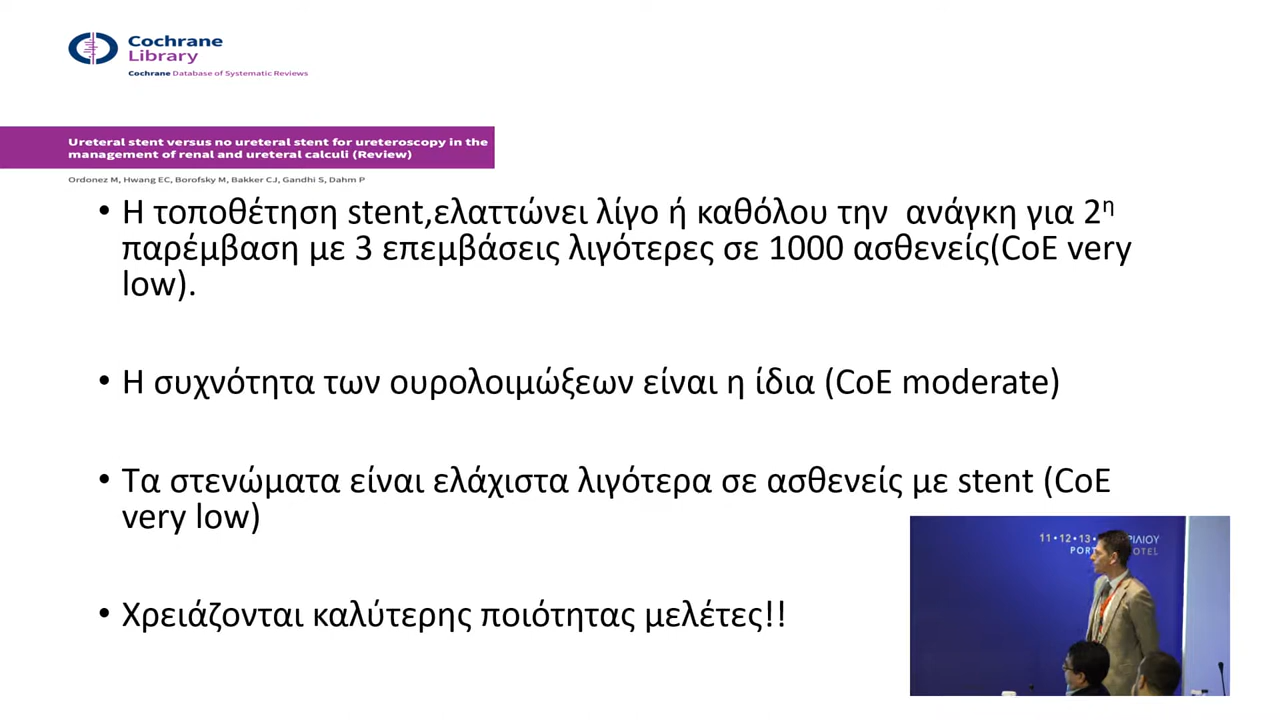 Cochrane
Library
Cochrane Database of Systematic Reviews
Ureteral stent versus no ureteral stent for ureteroscopy in the
management of renal and ureteral calculi (Review)
Ordonez M, Hwang EC, Borofsky M, Bakker CJ, Gandhi S, Dahm P
• Η τοποθέτηση stent,ελαττώνει λίγο ή καθόλου την ανάγκη για 2η
παρέμβαση με 3 επεμβάσεις λιγότερες σε 1000 ασθενείς(CoE very
low).
• Η συχνότητα των ουρολοιμώξεων είναι η ίδια (CoE moderate)
• Τα στενώματα είναι ελάχιστα λιγότερα σε ασθενείς με stent (CoE
very low)
• Χρειάζονται καλύτερης ποιότητας μελέτες!!
11•12•13